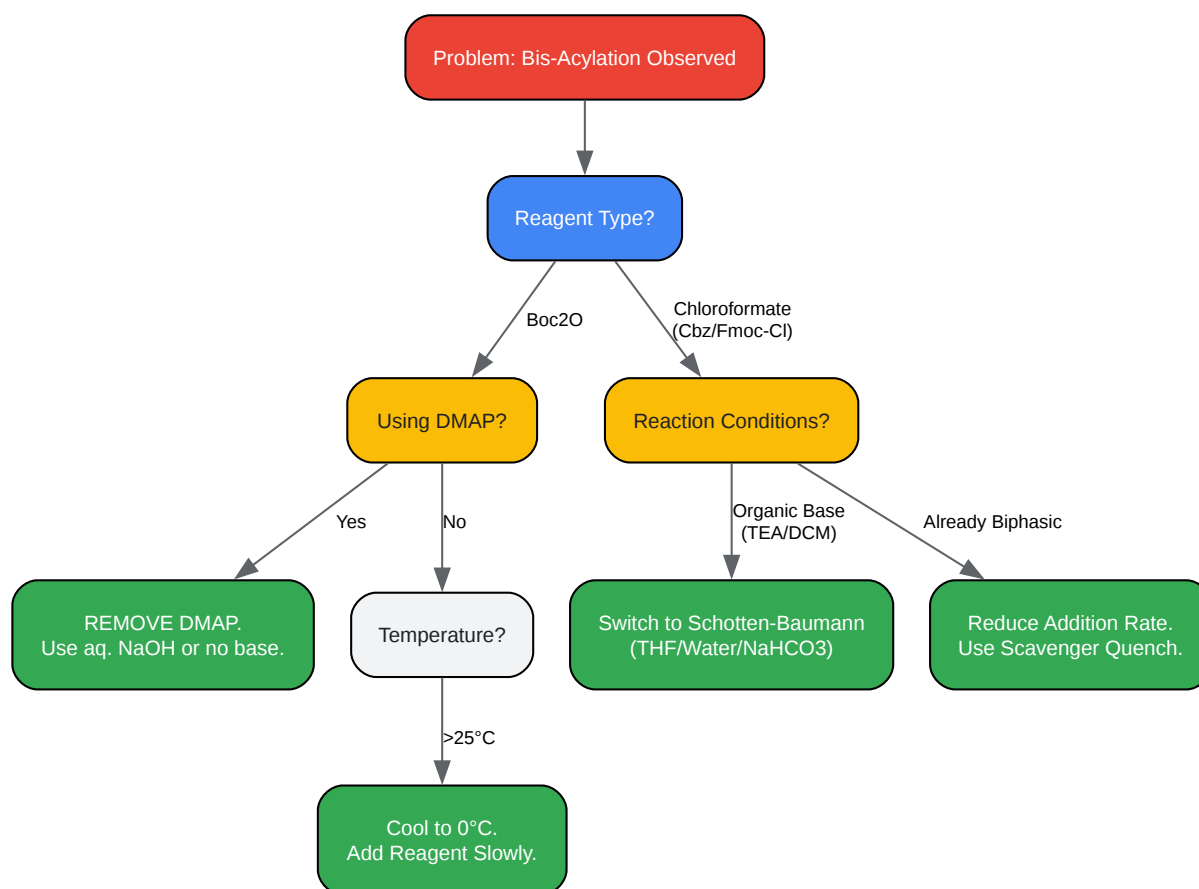 Problem: Bis-Acylation Observed
Reagent Type?
Boc2O
Chloroformate
(Cbz/Fmoc-Cl)
Using DMAP?
Reaction Conditions?
Yes
No
Organic Base
(TEA/DCM)
Already Biphasic
REMOVE DMAP.
Use aq. NaOH or no base.
Temperature?
Switch to Schotten-Baumann
(THF/Water/NaHCO3)
Reduce Addition Rate.
Use Scavenger Quench.
>25°C
Cool to 0°C.
Add Reagent Slowly.